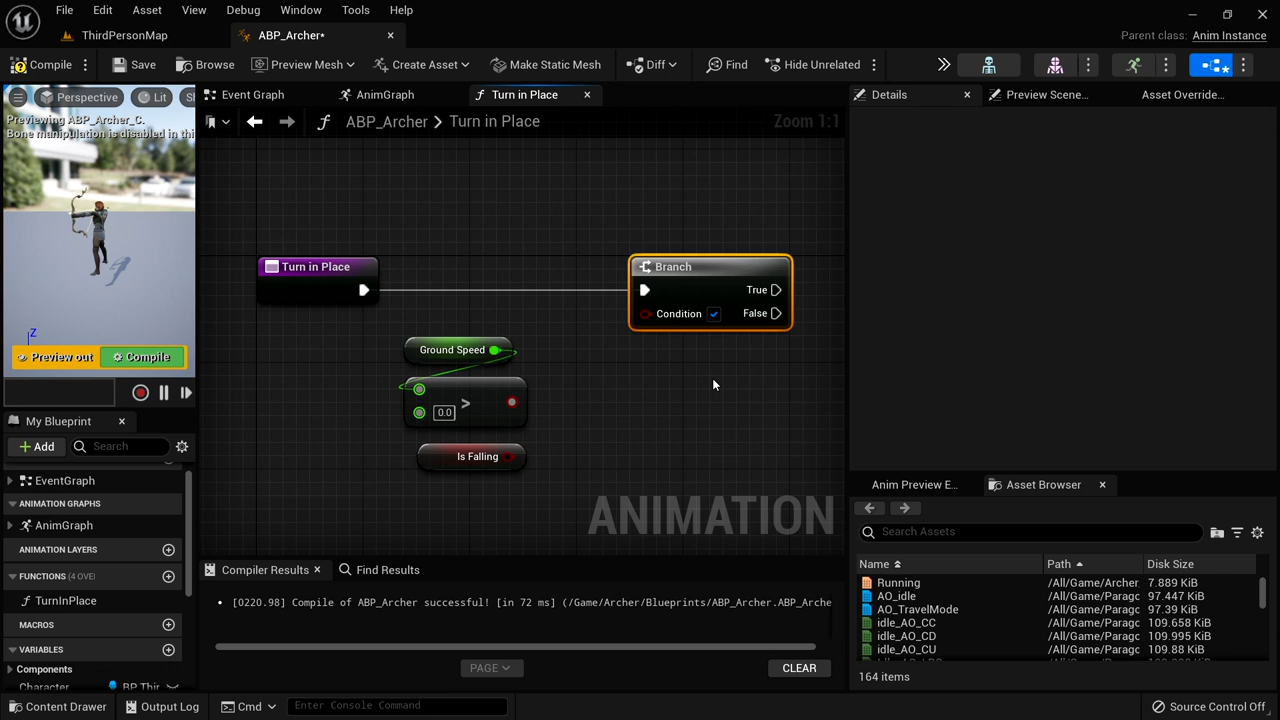 File Edit Asset View Debug Window Tools Help
ThirdPersonMap
ABP_Archer*
Parent class: Anim Instance
Compile
Save
Browse
Preview Mesh
Create Asset
Make Static Mesh
Diff
Find
Hide Unrelated
Perspective
Lit
Previewing ABP_Archer_C.
Bone manipulation is disabled in thi
Z
Preview out
Compile
Event Graph
AnimGraph
Turn in Place
ABP_Archer > Turn in Place
Zoom 1:1
Turn in Place
Branch
True
Condition
False
Ground Speed
0.0
>
Is Falling
ANIMATION
Details
Preview Scene...
Asset Override...
My Blueprint
Add
Search
EventGraph
ANIMATION GRAPHS
AnimGraph
ANIMATION LAYERS
FUNCTIONS (4 OVE
TurnInPlace
MACROS
VARIABLES
Components
Character
BP Thir
Compiler Results
Find Results
[0220.98] Compile of ABP_Archer successful! [in 72 ms] (/Game/Archer/Blueprints/ABP_Archer.ABP_Arche
PAGE
CLEAR
Anim Preview E...
Asset Browser
Search Assets
Name Path Disk Size
Running /All/Game/Archer 7.889 KiB
AO_idle /All/Game/Paragc 97.447 KiB
AO_TravelMode /All/Game/Paragc 97.39 KiB
idle_AO_CC /All/Game/Paragc 109.658 KiB
idle_AO_CD /All/Game/Paragc 109.995 KiB
idle_AO_CU /All/Game/Paragc 109.88 KiB
164 items
Content Drawer
Output Log
Cmd
Enter Console Command
Source Control Off